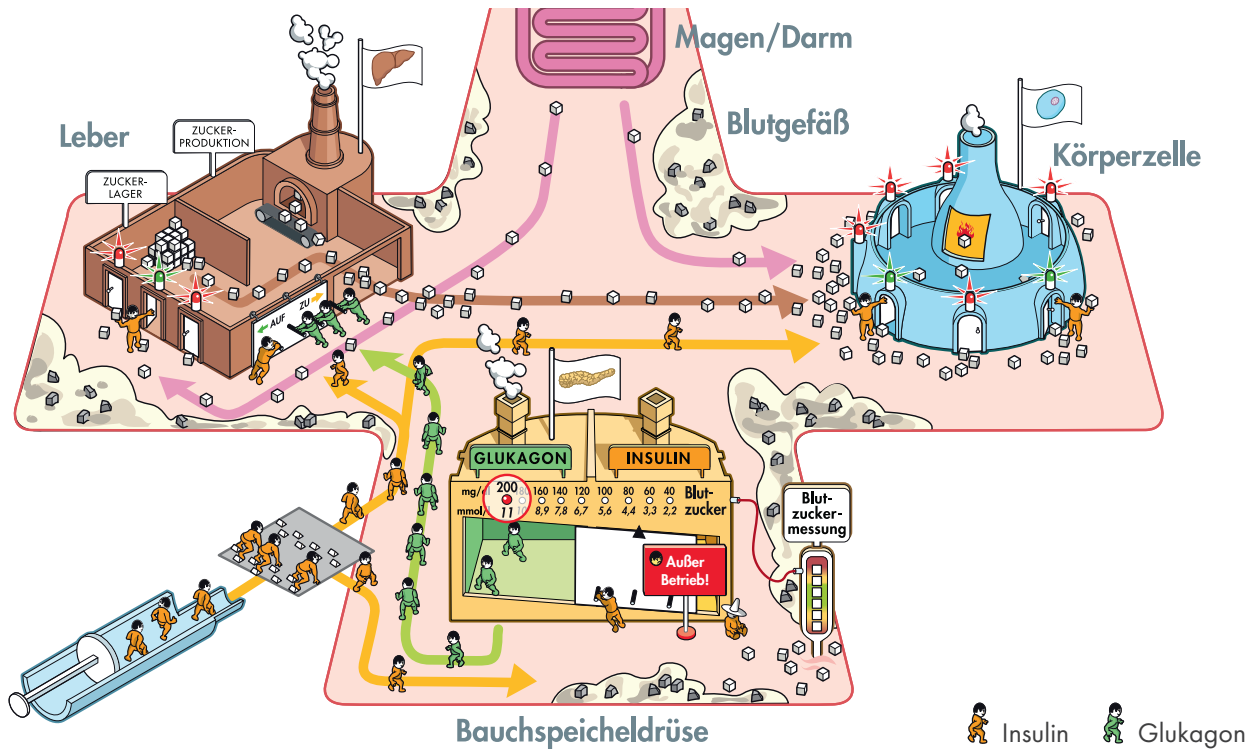 Magen/Darm
Leber
ZUCKER-
PRODUKTION
ZUCKER-
LAGER
Blutgefäß
Körperzelle
AUF
ZU
GLUKAGON
INSULIN
mg/dl 200 180 160 140 120 100 80 60 40 Blut-
mmol/l 11 10 8,9 7,8 6,7 5,6 4,4 3,3 2,2 zucker
Blut-
zucker-
messung
Außer
Betrieb!
Bauchspeicheldrüse
Insulin
Glukagon